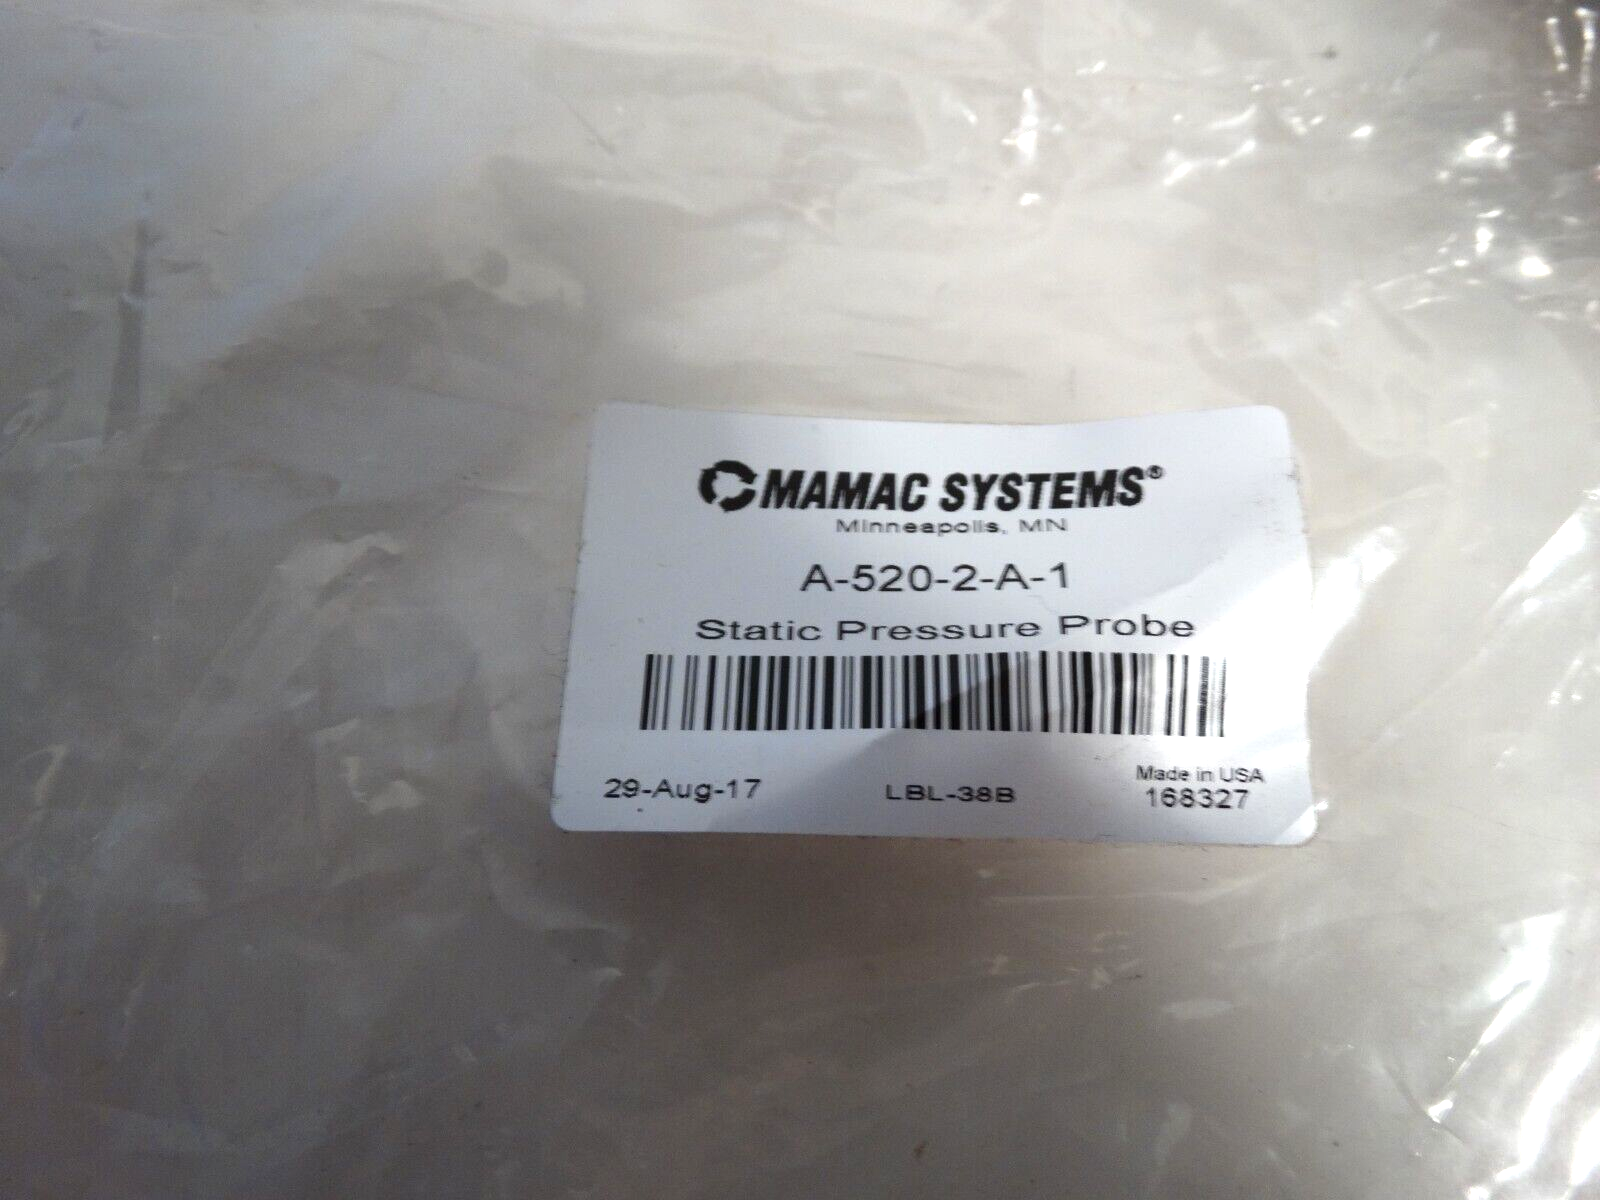 MAMAC SYSTEMS®
Minneapolis, MN
A-520-2-A-1
Static Pressure Probe
29-Aug-17 LBL-38B Made in USA
168327